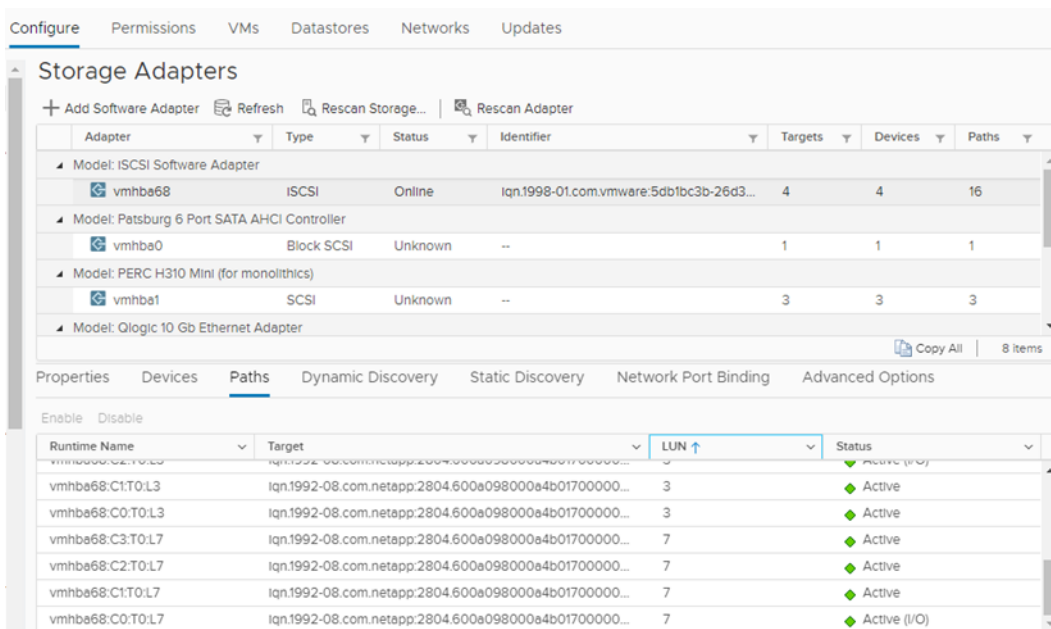 Configure Permissions VMs Datastores Networks Updates
Storage Adapters
+ Add Software Adapter Refresh Rescan Storage... Rescan Adapter
Adapter Type Status Identifier Targets Devices Paths
Model: iSCSI Software Adapter
vmhba68 iSCSI Online iqn.1998-01.com.vmware:5db1bc3b-26d3... 4 4 16
Model: Patsburg 6 Port SATA AHCI Controller
vmhba0 Block SCSI Unknown -- 1 1 1
Model: PERC H310 Mini (for monolithics)
vmhba1 SCSI Unknown -- 3 3 3
Model: Qlogic 10 Gb Ethernet Adapter
Copy All 8 items
Properties Devices Paths Dynamic Discovery Static Discovery Network Port Binding Advanced Options
Enable Disable
Runtime Name Target LUN Status
Active (I/O)
vmhba68:C1:T0:L3 iqn.1992-08.com.netapp:2804.600a098000a4b01700000... 3 Active
vmhba68:C0:T0:L3 iqn.1992-08.com.netapp:2804.600a098000a4b01700000... 3 Active
vmhba68:C3:T0:L7 iqn.1992-08.com.netapp:2804.600a098000a4b01700000... 7 Active
vmhba68:C2:T0:L7 iqn.1992-08.com.netapp:2804.600a098000a4b01700000... 7 Active
vmhba68:C1:T0:L7 iqn.1992-08.com.netapp:2804.600a098000a4b01700000... 7 Active
vmhba68:C0:T0:L7 iqn.1992-08.com.netapp:2804.600a098000a4b01700000... 7 Active (I/O)